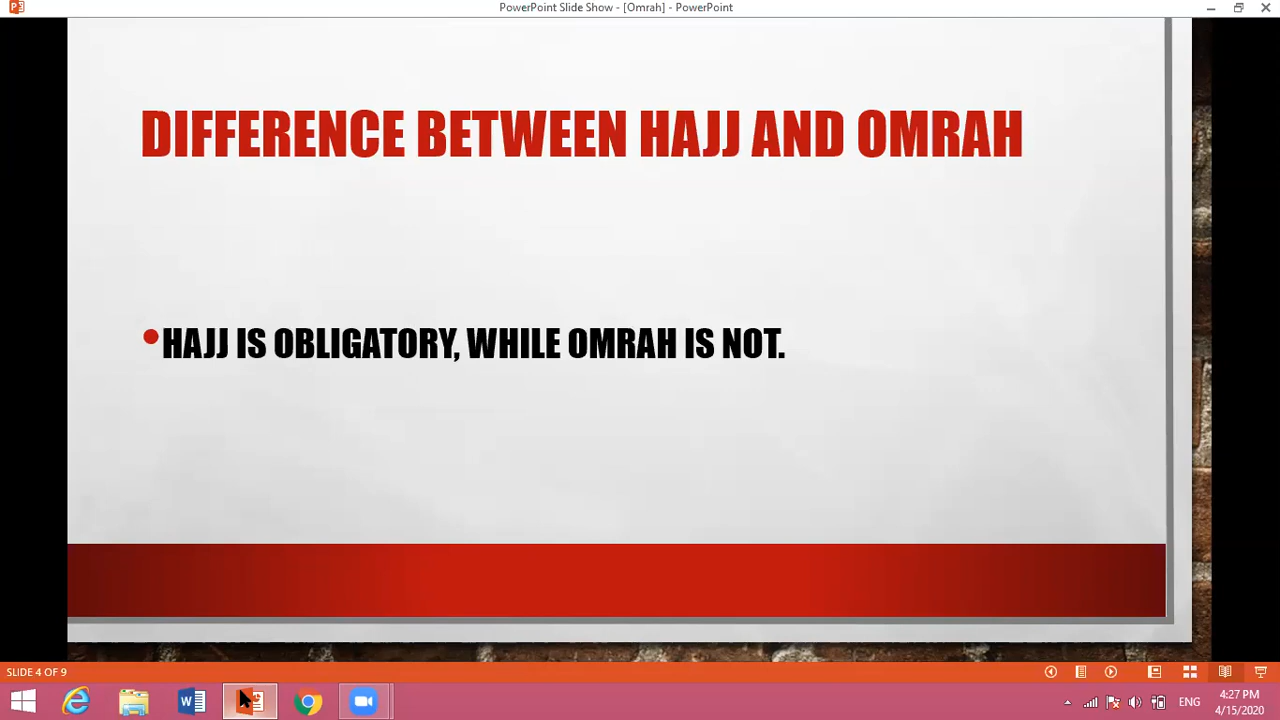 PowerPoint Slide Show - [Omrah] - PowerPoint
DIFFERENCE BETWEEN HAJJ AND OMRAH
•HAJJ IS OBLIGATORY, WHILE OMRAH IS NOT.
SLIDE 4 OF 9
ENG
4:27 PM
4/15/2020